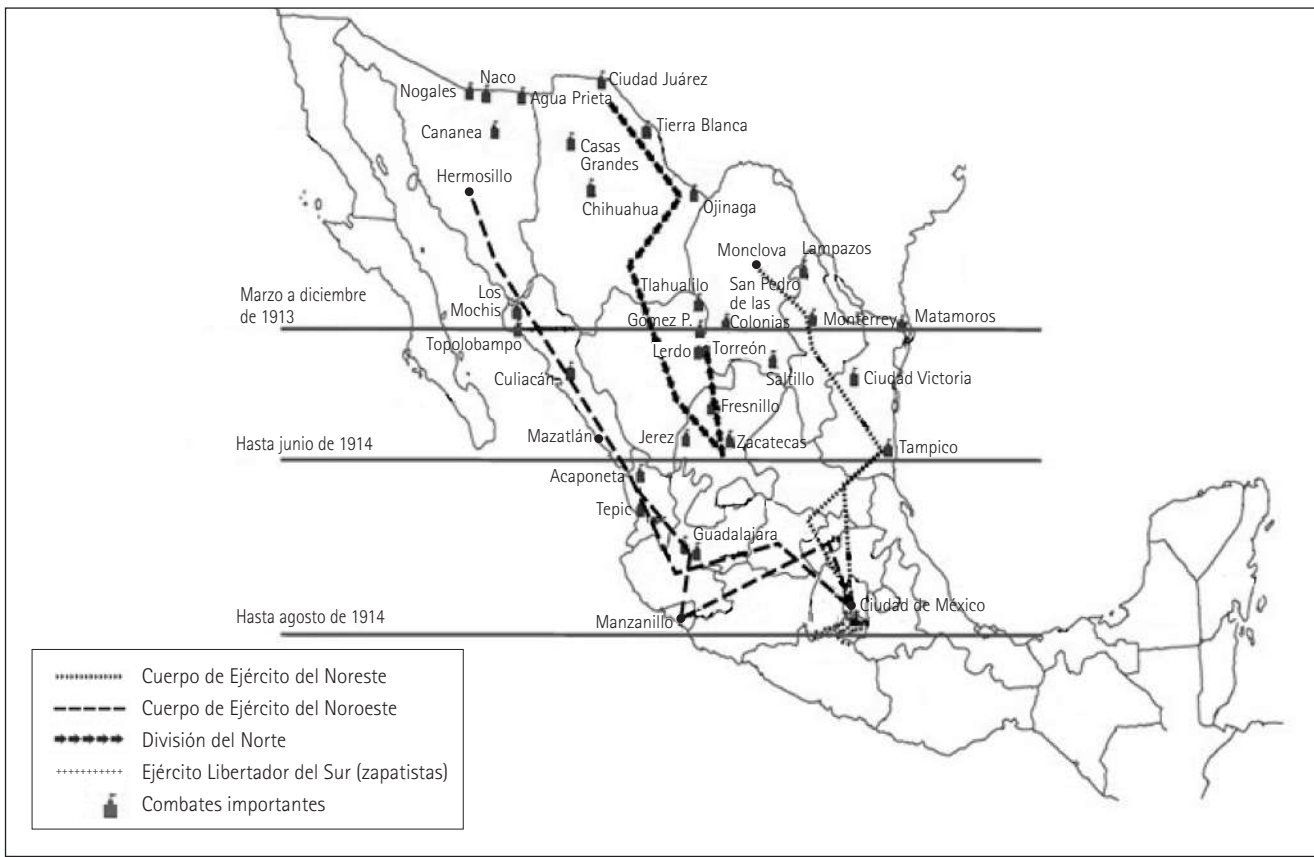 Ciudad Juárez
Naco
Nogales
Agua Prieta
Cananea
Tierra Blanca
Casas
Grandes
Hermosillo
Chihuahua
Ojinaga
Monclova
Lampazos
Tlahualilo
San Pedro
de las
Colonias
Marzo a diciembre
de 1913
Los
Mochis
Gomez P.
Monterrey
Matamoros
Topolobampo
Lerdo
Torreón
Culiacán
Saltillo
Ciudad Victoria
Fresnillo
Mazatlán
Jerez
Zacatecas
Hasta junio de 1914
Tampico
Acaponeta
Tepic
Guadalajara
Hasta agosto de 1914
Manzanillo
Ciudad de México
Cuerpo de Ejército del Noreste
Cuerpo de Ejército del Noroeste
División del Norte
Ejército Libertador del Sur (zapatistas)
Combates importantes